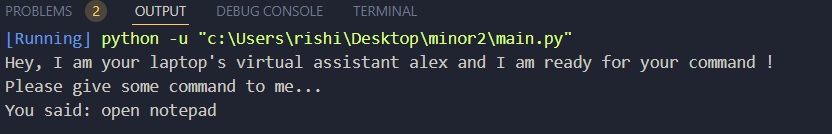 PROBLEMS 2 OUTPUT DEBUG CONSOLE TERMINAL
[Running] python -u "c:\Users\rishi\Desktop\minor2\main.py"
Hey, I am your laptop's virtual assistant alex and I am ready for your command !
Please give some command to me...
You said: open notepad